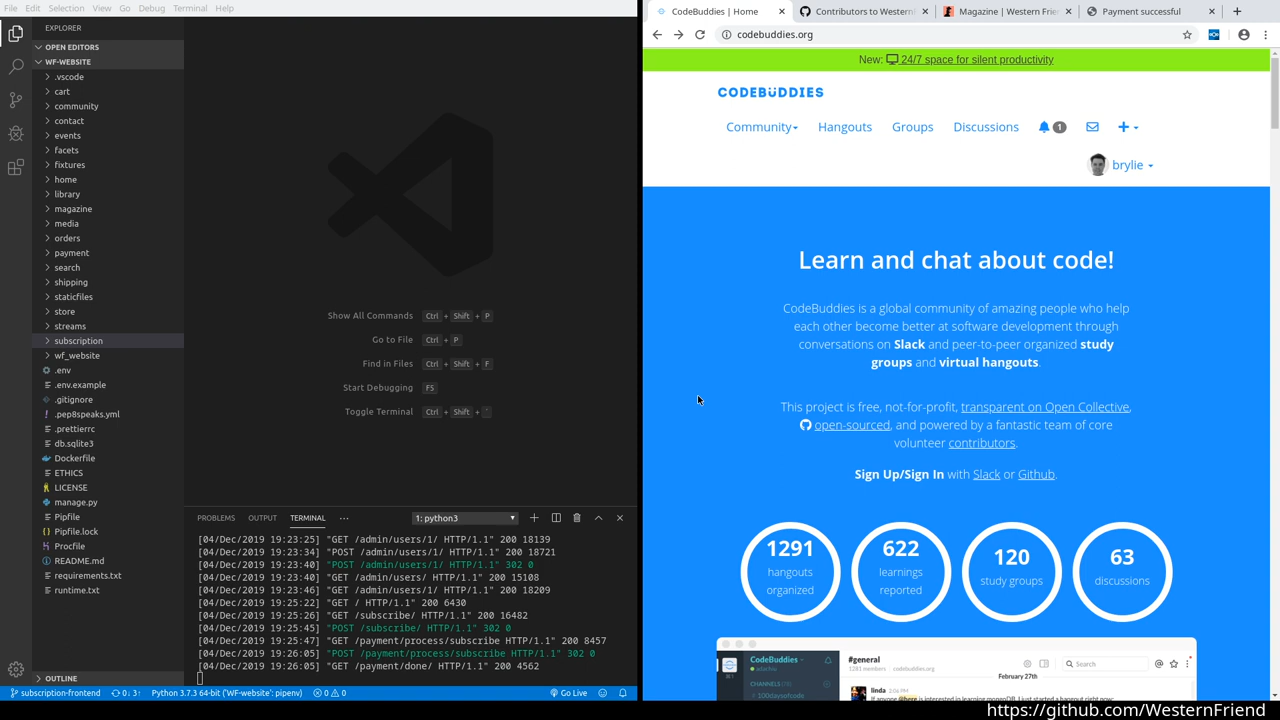 File Edit Selection View Go Debug Terminal Help
EXPLORER
OPEN EDITORS
WF-WEBSITE
.vscode
cart
community
contact
events
facets
fixtures
home
library
magazine
media
orders
payment
search
shipping
staticfiles
store
streams
subscription
wf_website
.env
.env.example
.gitignore
.pep8speaks.yml
.prettierrc
db.sqlite3
Dockerfile
ETHICS
LICENSE
manage.py
Pipfile
Pipfile.lock
Procfile
README.md
requirements.txt
runtime.txt
OUTLINE
Show All Commands Ctrl + Shift + P
Go to File Ctrl + P
Find in Files Ctrl + Shift + F
Start Debugging F5
Toggle Terminal Ctrl + Shift + `
PROBLEMS OUTPUT TERMINAL ··· 1: python3
[04/Dec/2019 19:23:25] "GET /admin/users/1/ HTTP/1.1" 200 18139
[04/Dec/2019 19:23:34] "POST /admin/users/1/ HTTP/1.1" 200 18721
[04/Dec/2019 19:23:40] "POST /admin/users/1/ HTTP/1.1" 302 0
[04/Dec/2019 19:23:40] "GET /admin/users/ HTTP/1.1" 200 15108
[04/Dec/2019 19:23:46] "GET /admin/users/1/ HTTP/1.1" 200 18209
[04/Dec/2019 19:25:22] "GET / HTTP/1.1" 200 6430
[04/Dec/2019 19:25:26] "GET /subscribe/ HTTP/1.1" 200 16482
[04/Dec/2019 19:25:45] "POST /subscribe/ HTTP/1.1" 302 0
[04/Dec/2019 19:25:47] "GET /payment/process/subscribe HTTP/1.1" 200 8457
[04/Dec/2019 19:26:05] "POST /payment/process/subscribe HTTP/1.1" 302 0
[04/Dec/2019 19:26:05] "GET /payment/done/ HTTP/1.1" 200 4562
subscription-frontend 0↓ 3↑ Python 3.7.3 64-bit ('WF-website': pipenv) 0 0 Go Live
CodeBuddies | Home Contributors to Western Magazine | Western Frie Payment successful
codebuddies.org
New: 24/7 space for silent productivity
CODEBUDDIES
Community Hangouts Groups Discussions 1
brylie
Learn and chat about code!
CodeBuddies is a global community of amazing people who help
each other become better at software development through
conversations on Slack and peer-to-peer organized study
groups and virtual hangouts.
This project is free, not-for-profit, transparent on Open Collective,
open-sourced, and powered by a fantastic team of core
volunteer contributors.
Sign Up/Sign In with Slack or Github.
1291 hangouts organized
622 learnings reported
120 study groups
63 discussions
CodeBuddies #general Search
CHANNELS
February 27th
# 100daysofcode
linda
https://github.com/WesternFriend